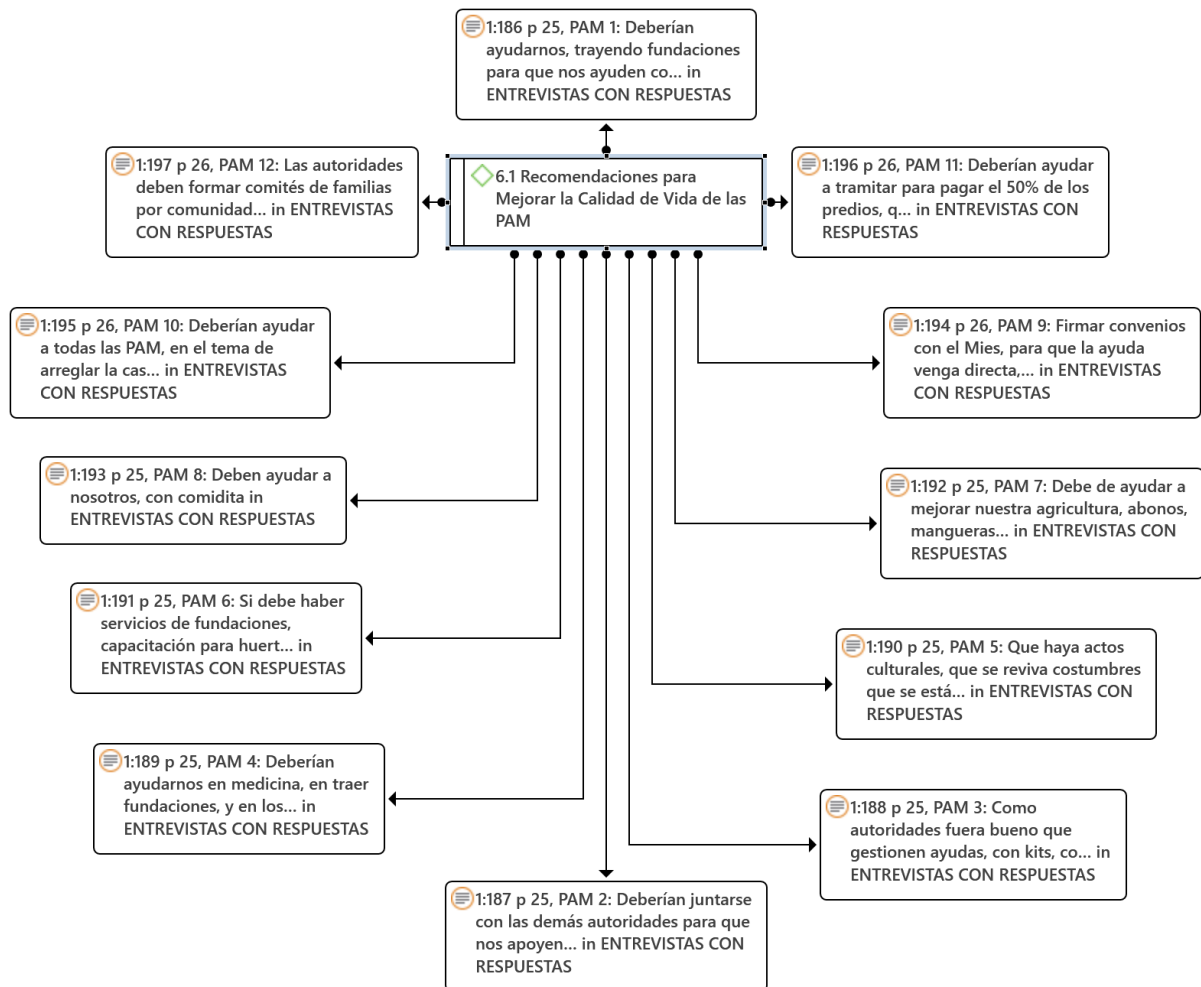 1:186 p 25, PAM 1: Deberían
ayudarnos, trayendo fundaciones
para que nos ayuden co... in
ENTREVISTAS CON RESPUESTAS
1:197 p 26, PAM 12: Las autoridades
deben formar comités de familias
por comunidad... in ENTREVISTAS
CON RESPUESTAS
6.1 Recomendaciones para
Mejorar la Calidad de Vida de las
PAM
1:196 p 26, PAM 11: Deberían ayudar
a tramitar para pagar el 50% de los
predios, q... in ENTREVISTAS CON
RESPUESTAS
1:195 p 26, PAM 10: Deberían ayudar
a todas las PAM, en el tema de
arreglar la cas... in ENTREVISTAS
CON RESPUESTAS
1:194 p 26, PAM 9: Firmar convenios
con el Mies, para que la ayuda
venga directa,... in ENTREVISTAS
CON RESPUESTAS
1:193 p 25, PAM 8: Deben ayudar a
nosotros, con comidita in
ENTREVISTAS CON RESPUESTAS
1:192 p 25, PAM 7: Debe de ayudar a
mejorar nuestra agricultura, abonos,
mangueras... in ENTREVISTAS CON
RESPUESTAS
1:191 p 25, PAM 6: Si debe haber
servicios de fundaciones,
capacitación para huert... in
ENTREVISTAS CON RESPUESTAS
1:190 p 25, PAM 5: Que haya actos
culturales, que se reviva costumbres
que se está... in ENTREVISTAS CON
RESPUESTAS
1:189 p 25, PAM 4: Deberían
ayudarnos en medicina, en traer
fundaciones, y en los... in
ENTREVISTAS CON RESPUESTAS
1:188 p 25, PAM 3: Como
autoridades fuera bueno que
gestionen ayudas, con kits, co... in
ENTREVISTAS CON RESPUESTAS
1:187 p 25, PAM 2: Deberían juntarse
con las demás autoridades para que
nos apoyen... in ENTREVISTAS CON
RESPUESTAS